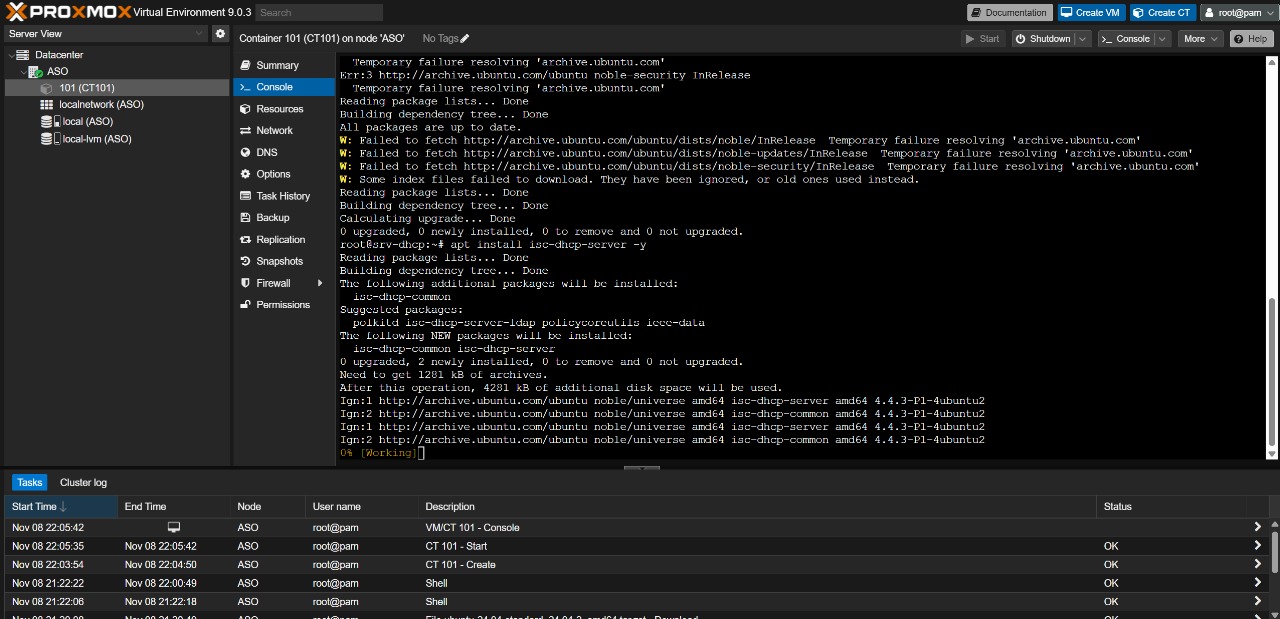 PROXMOX Virtual Environment 9.0.3 Search Documentation Create VM Create CT root@pam
Server View
Container 101 (CT101) on node 'ASO' No Tags Start Shutdown Console More Help
Datacenter
ASO
101 (CT101)
localnetwork (ASO)
local (ASO)
local-lvm (ASO)
Summary
Console
Resources
Network
DNS
Options
Task History
Backup
Replication
Snapshots
Firewall
Permissions
Temporary failure resolving 'archive.ubuntu.com'
Err:3 http://archive.ubuntu.com/ubuntu noble-security InRelease
Temporary failure resolving 'archive.ubuntu.com'
Reading package lists... Done
Building dependency tree... Done
All packages are up to date.
W: Failed to fetch http://archive.ubuntu.com/ubuntu/dists/noble/InRelease Temporary failure resolving 'archive.ubuntu.com'
W: Failed to fetch http://archive.ubuntu.com/ubuntu/dists/noble-updates/InRelease Temporary failure resolving 'archive.ubuntu.com'
W: Failed to fetch http://archive.ubuntu.com/ubuntu/dists/noble-security/InRelease Temporary failure resolving 'archive.ubuntu.com'
W: Some index files failed to download. They have been ignored, or old ones used instead.
Reading package lists... Done
Building dependency tree... Done
Calculating upgrade... Done
0 upgraded, 0 newly installed, 0 to remove and 0 not upgraded.
root@srv-dhcp:~# apt install isc-dhcp-server -y
Reading package lists... Done
Building dependency tree... Done
The following additional packages will be installed:
isc-dhcp-common
Suggested packages:
polkitd isc-dhcp-server-ldap policycoreutils ieee-data
The following NEW packages will be installed:
isc-dhcp-common isc-dhcp-server
0 upgraded, 2 newly installed, 0 to remove and 0 not upgraded.
Need to get 1281 kB of archives.
After this operation, 4281 kB of additional disk space will be used.
Ign:1 http://archive.ubuntu.com/ubuntu noble/universe amd64 isc-dhcp-server amd64 4.4.3-P1-4ubuntu2
Ign:2 http://archive.ubuntu.com/ubuntu noble/universe amd64 isc-dhcp-common amd64 4.4.3-P1-4ubuntu2
Ign:1 http://archive.ubuntu.com/ubuntu noble/universe amd64 isc-dhcp-server amd64 4.4.3-P1-4ubuntu2
Ign:2 http://archive.ubuntu.com/ubuntu noble/universe amd64 isc-dhcp-common amd64 4.4.3-P1-4ubuntu2
0% [Working]
Tasks Cluster log
Start Time End Time Node User name Description Status
Nov 08 22:05:42 ASO root@pam VM/CT 101 - Console
Nov 08 22:05:35 Nov 08 22:05:42 ASO root@pam CT 101 - Start OK
Nov 08 22:03:54 Nov 08 22:04:50 ASO root@pam CT 101 - Create OK
Nov 08 21:22:22 Nov 08 22:00:49 ASO root@pam Shell OK
Nov 08 21:22:06 Nov 08 21:22:18 ASO root@pam Shell OK